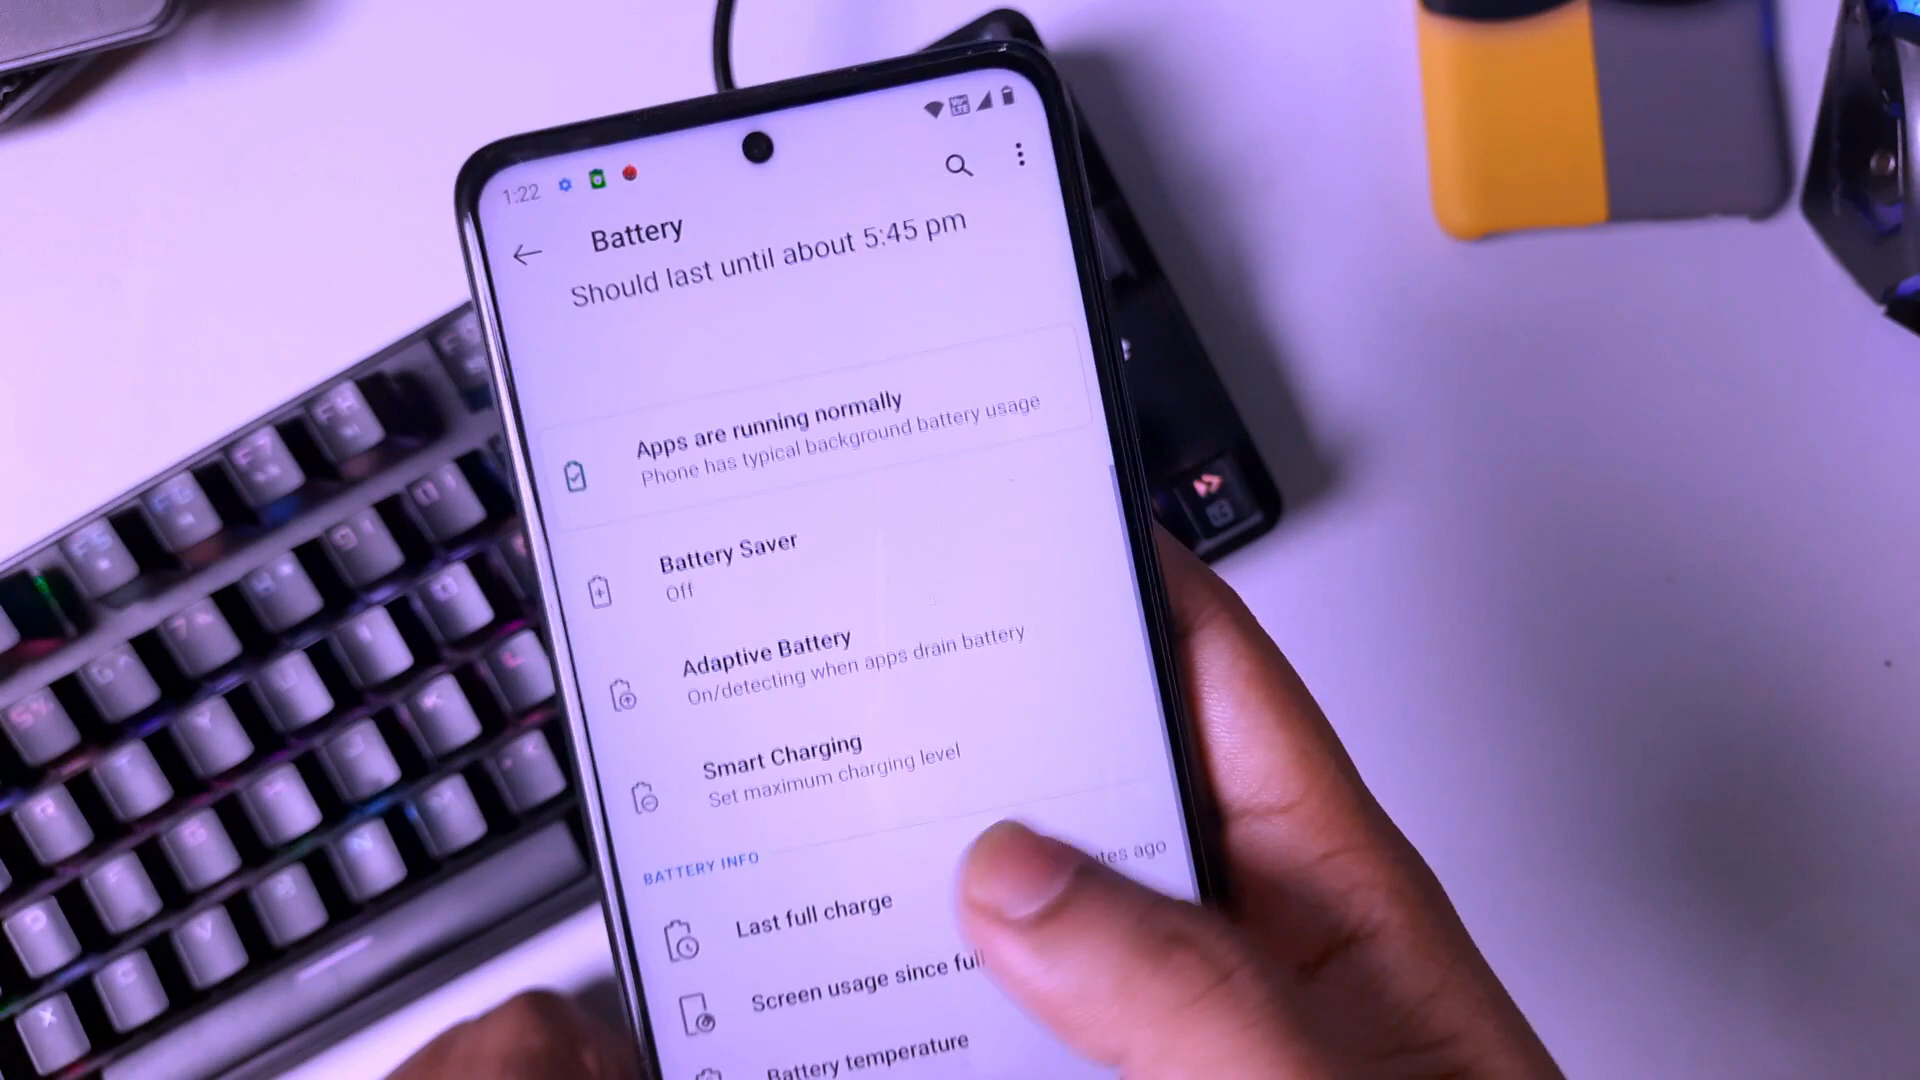 1:22
Battery
Should last until about 5:45 pm
Apps are running normally
Phone has typical background battery usage
Battery Saver
Off
Adaptive Battery
On/detecting when apps drain battery
Smart Charging
Set maximum charging level
BATTERY INFO
Last full charge
ago
Screen usage since full
Battery temperature